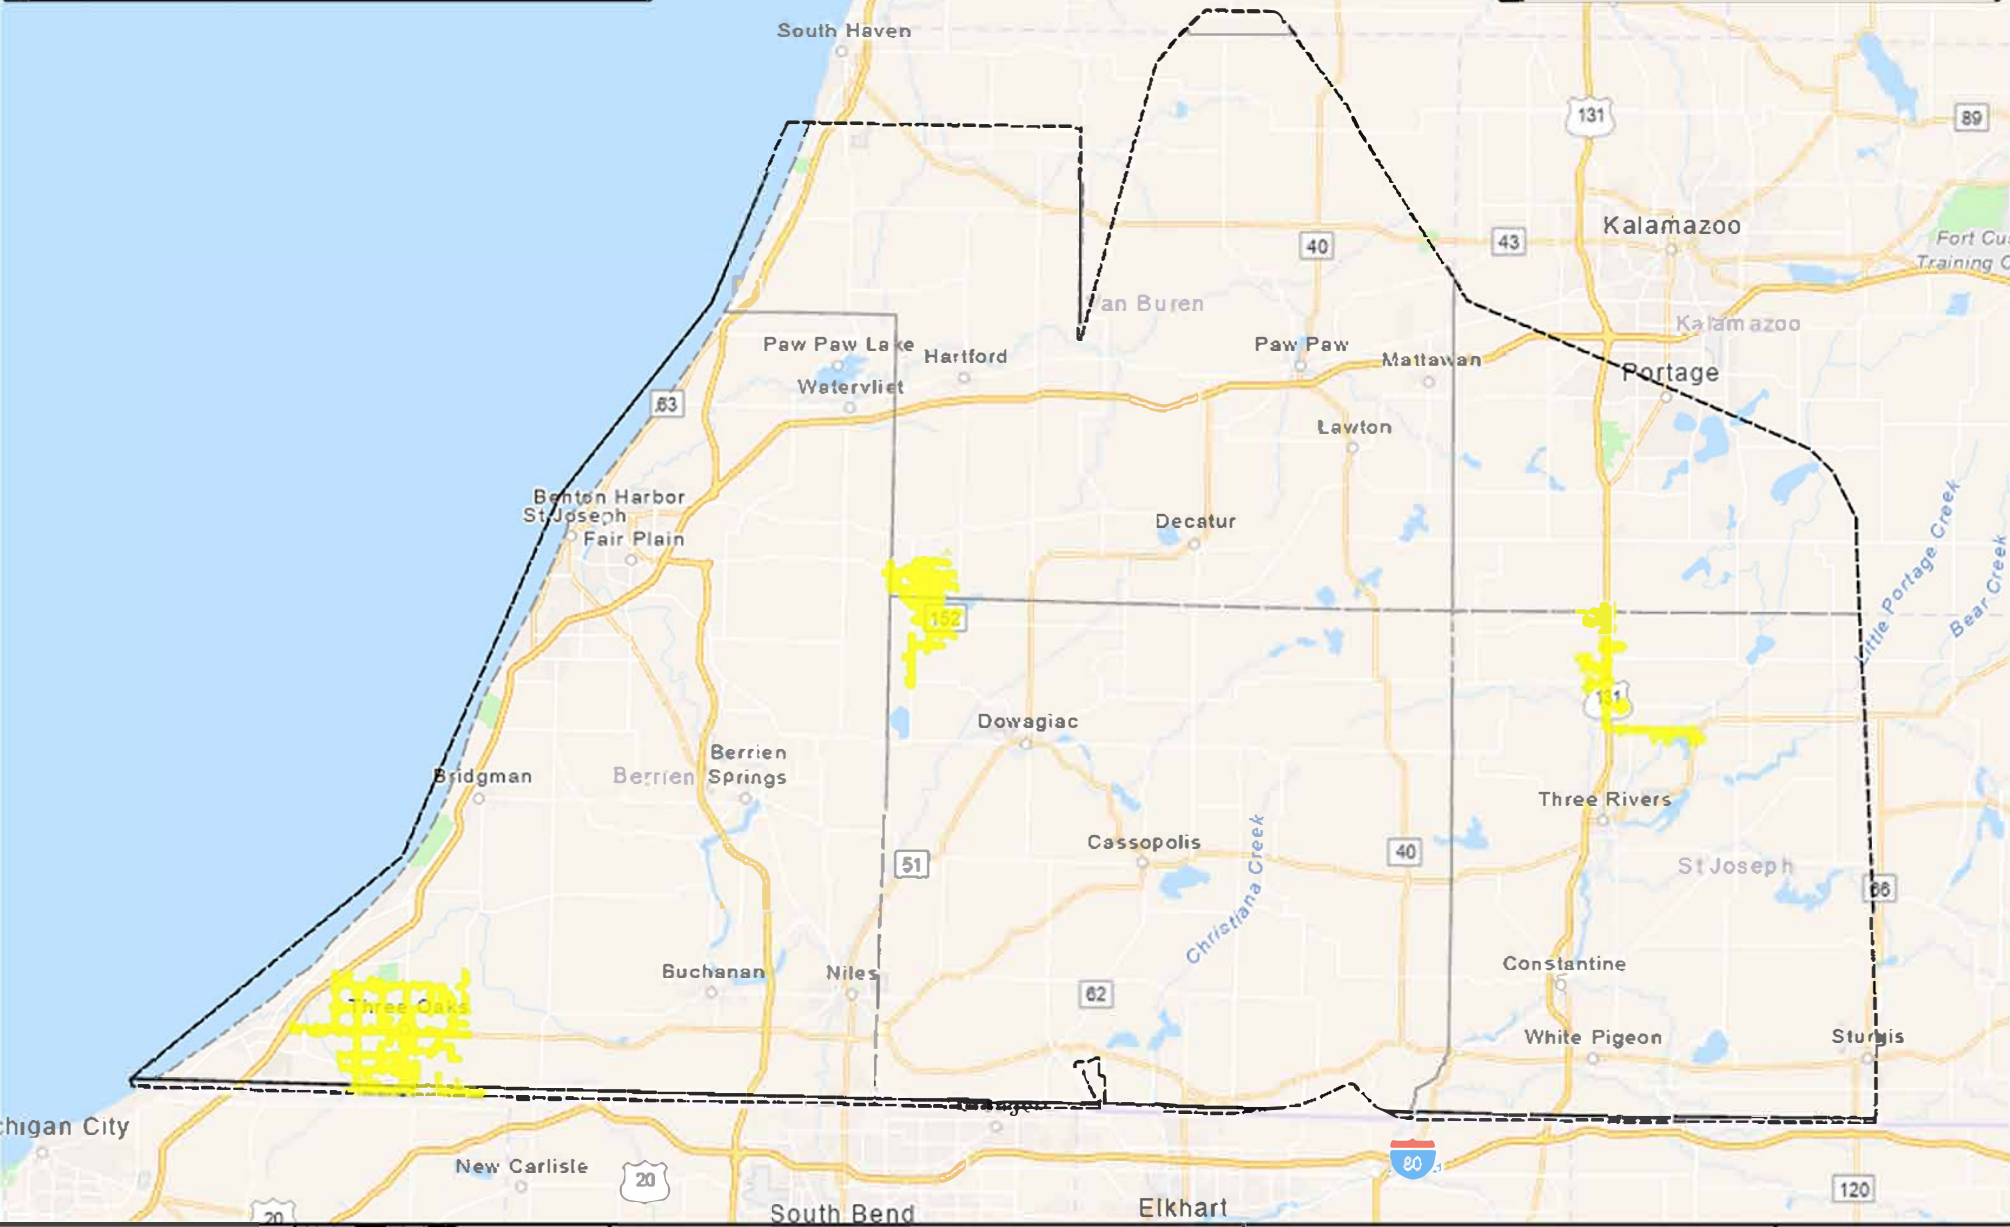 South Haven
131
89
Kalamazoo
40
43
Fort Cus
Training C
an Buren
Kalamazoo
Paw Paw Lake
Hartford
Paw Paw
Mattawan
Watervliet
Portage
63
Lawton
Benton Harbor
St Joseph
Fair Plain
Decatur
Little Portage Creek
Bear Creek
152
131
Dowagiac
Berrien
Springs
Bridgman
Berrien
Three Rivers
Cassopolis
Christiana Creek
40
51
St Joseph
66
Buchanan
Niles
Constantine
62
Three Oaks
White Pigeon
Sturgis
chigan City
New Carlisle
20
80
120
20
South Bend
Elkhart